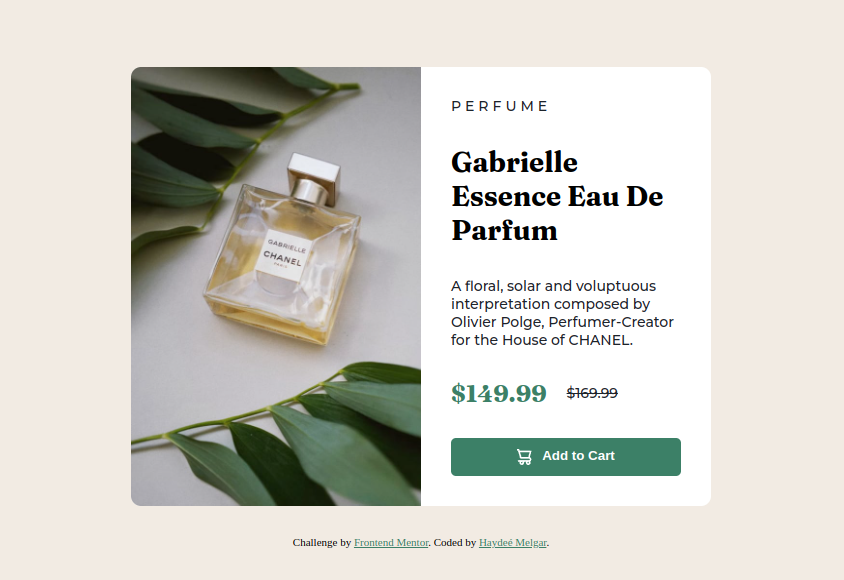 GABRIELLE
CHANEL
PARIS
PERFUME
Gabrielle
Essence Eau De
Parfum
A floral, solar and voluptuous
interpretation composed by
Olivier Polge, Perfumer-Creator
for the House of CHANEL.
$149.99 $169.99
Add to Cart
Challenge by Frontend Mentor. Coded by Haydeé Melgar.